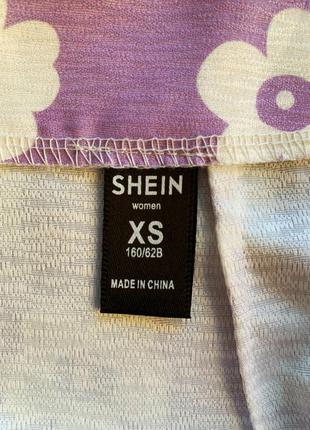 SHEIN
women
XS
160/62B
MADE IN CHINA